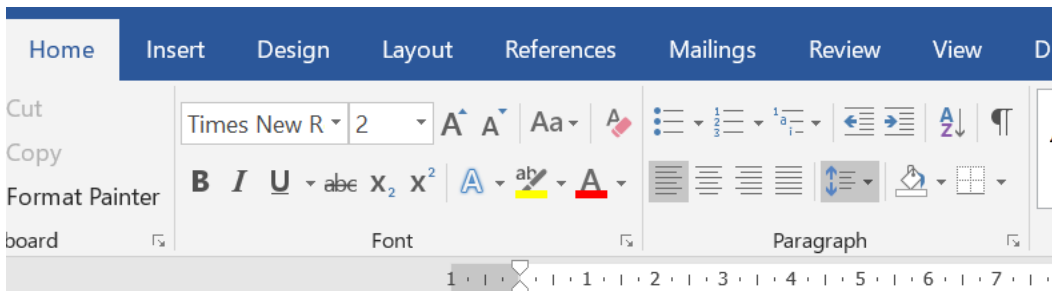 Home Insert Design Layout References Mailings Review View D
Cut
Times New R 2 A A Aa
Copy
Format Painter
B I U abc X₂ X² A ab A
board Font Paragraph
1 1 2 3 4 5 6 7